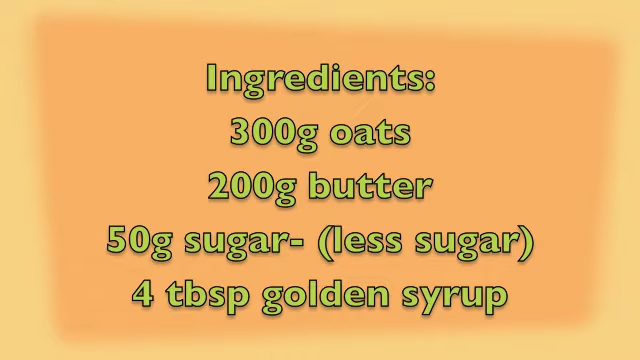 Ingredients:
300g oats
200g butter
50g sugar- (less sugar)
4 tbsp golden syrup